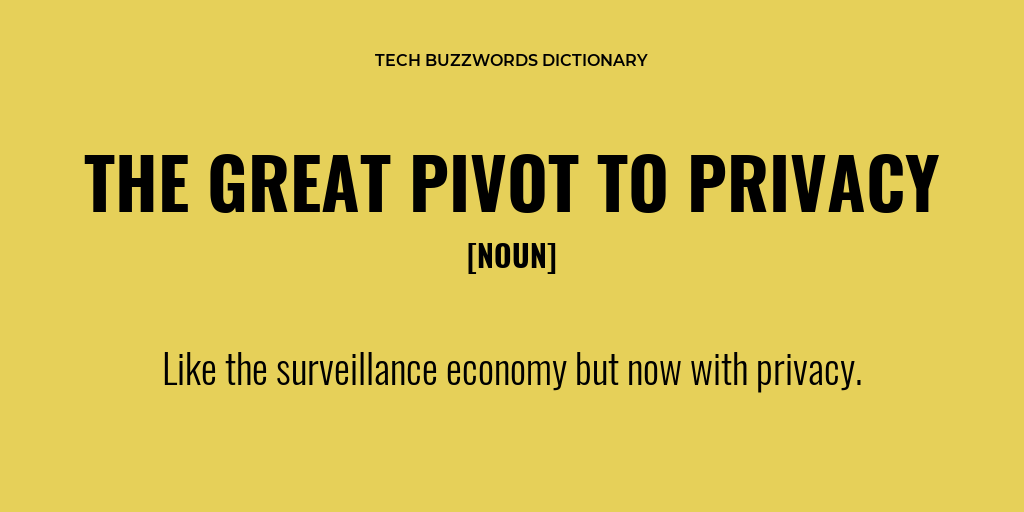 TECH BUZZWORDS DICTIONARY
THE GREAT PIVOT TO PRIVACY
[NOUN]
Like the surveillance economy but now with privacy.